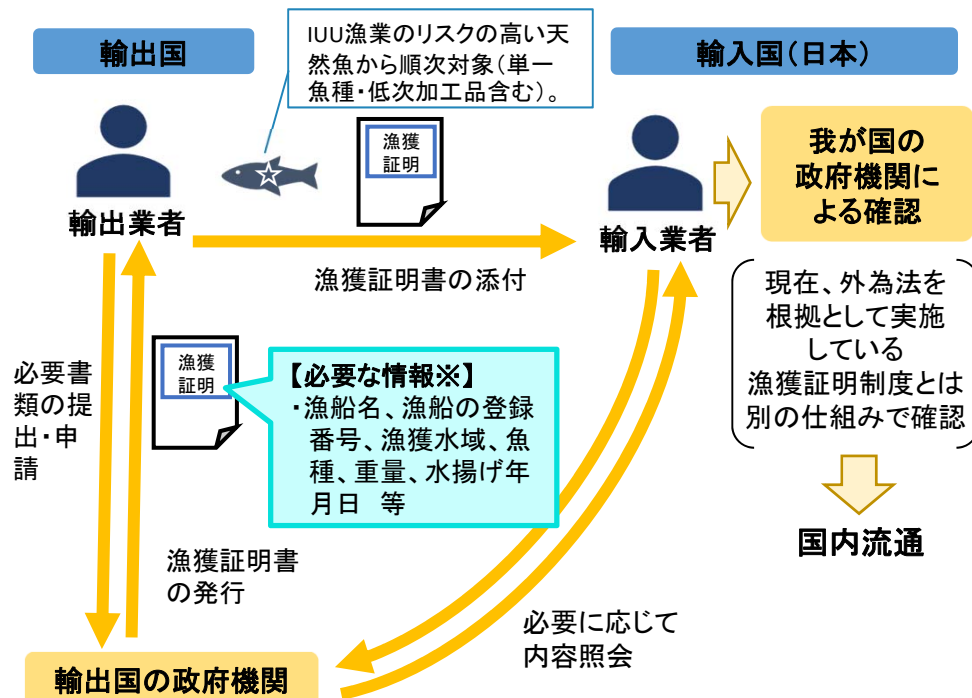 輸出国
IUU漁業のリスクの高い天
然魚から順次対象(単一
魚種・低次加工品含む)。
輸入国(日本)
漁獲
証明
輸出業者
輸入業者
我が国の
政府機関に
よる確認
漁獲証明書の添付
現在、外為法を
根拠として実施
している
漁獲証明制度とは
別の仕組みで確認
必要書
類の提
出・申
請
漁獲
証明
【必要な情報※】
・漁船名、漁船の登録
番号、漁獲水域、魚
種、重量、水揚げ年
月日 等
国内流通
漁獲証明書
の発行
必要に応じて
内容照会
輸出国の政府機関